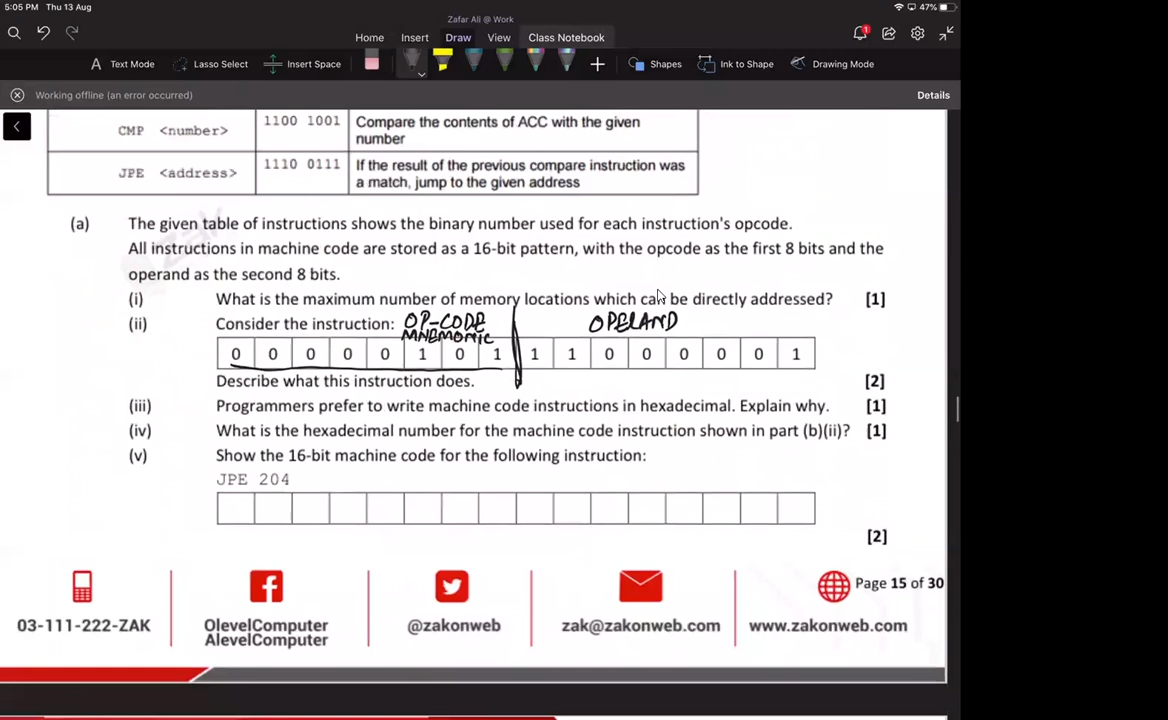 5:05 PM Thu 13 Aug
47%
Zafar Ali @ Work
Home Insert Draw View Class Notebook
1
Text Mode Lasso Select Insert Space Shapes Ink to Shape Drawing Mode
Working offline (an error occurred) Details
CMP <number> 1100 1001 Compare the contents of ACC with the given
number
JPE <address> 1110 0111 If the result of the previous compare instruction was
a match, jump to the given address
(a) The given table of instructions shows the binary number used for each instruction's opcode.
All instructions in machine code are stored as a 16-bit pattern, with the opcode as the first 8 bits and the
operand as the second 8 bits.
(i) What is the maximum number of memory locations which can be directly addressed? [1]
(ii) Consider the instruction: OP-CODE OPELAND
MNEMONIC
0 0 0 0 0 1 0 1 1 1 0 0 0 0 0 1
Describe what this instruction does. [2]
(iii) Programmers prefer to write machine code instructions in hexadecimal. Explain why. [1]
(iv) What is the hexadecimal number for the machine code instruction shown in part (b)(ii)? [1]
(v) Show the 16-bit machine code for the following instruction:
JPE 204
[2]
Page 15 of 30
03-111-222-ZAK OlevelComputer @zakonweb zak@zakonweb.com www.zakonweb.com
AlevelComputer